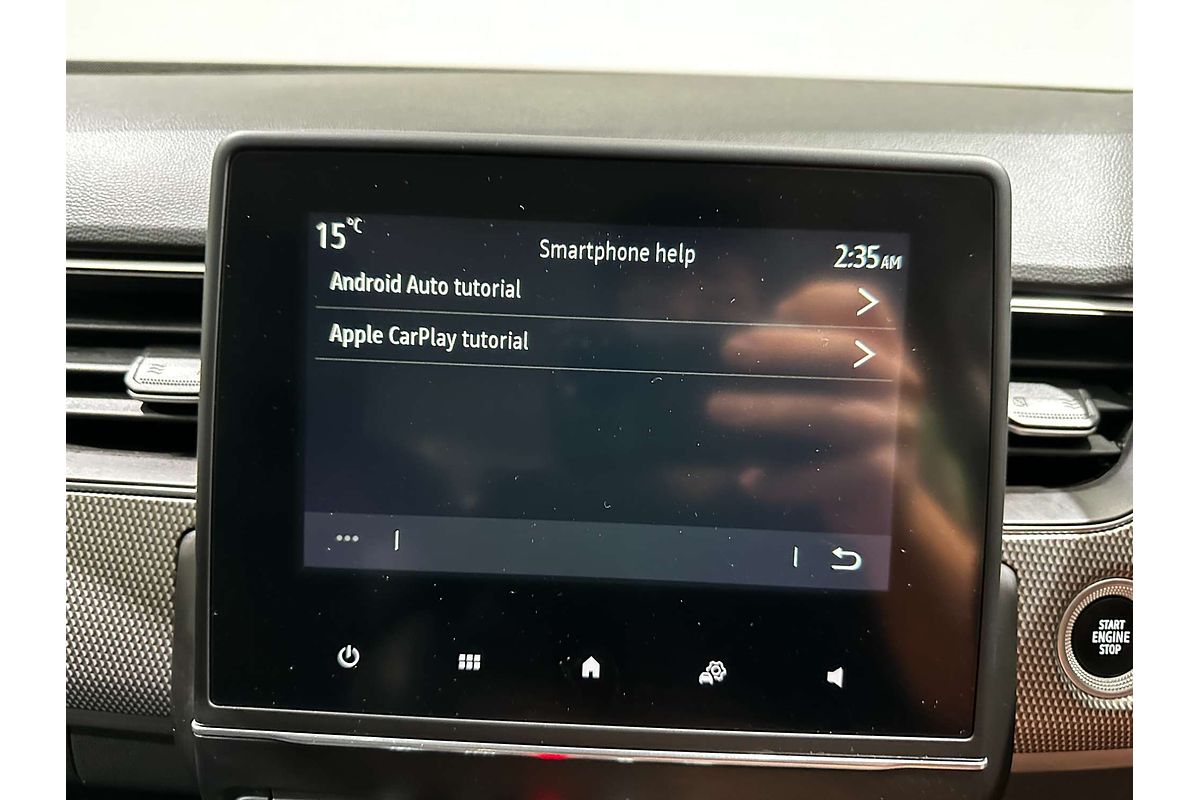 15°C
Smartphone help
2:35AM
Android Auto tutorial
Apple CarPlay tutorial
START
ENGINE
STOP